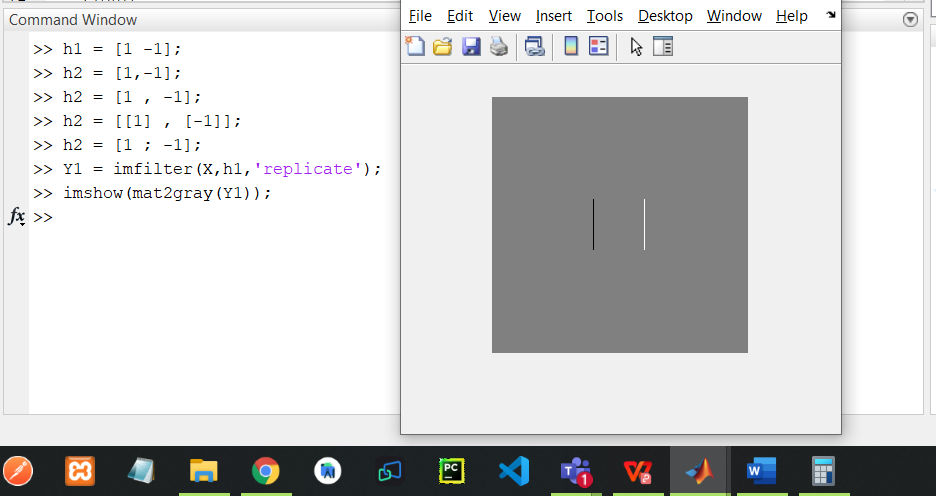 Command Window
>> h1 = [1 -1];
>> h2 = [1,-1];
>> h2 = [1 , -1];
>> h2 = [[1] , [-1]];
>> h2 = [1 ; -1];
>> Y1 = imfilter(X,h1,'replicate');
>> imshow(mat2gray(Y1));
fx >>
File Edit View Insert Tools Desktop Window Help
PC
1
W